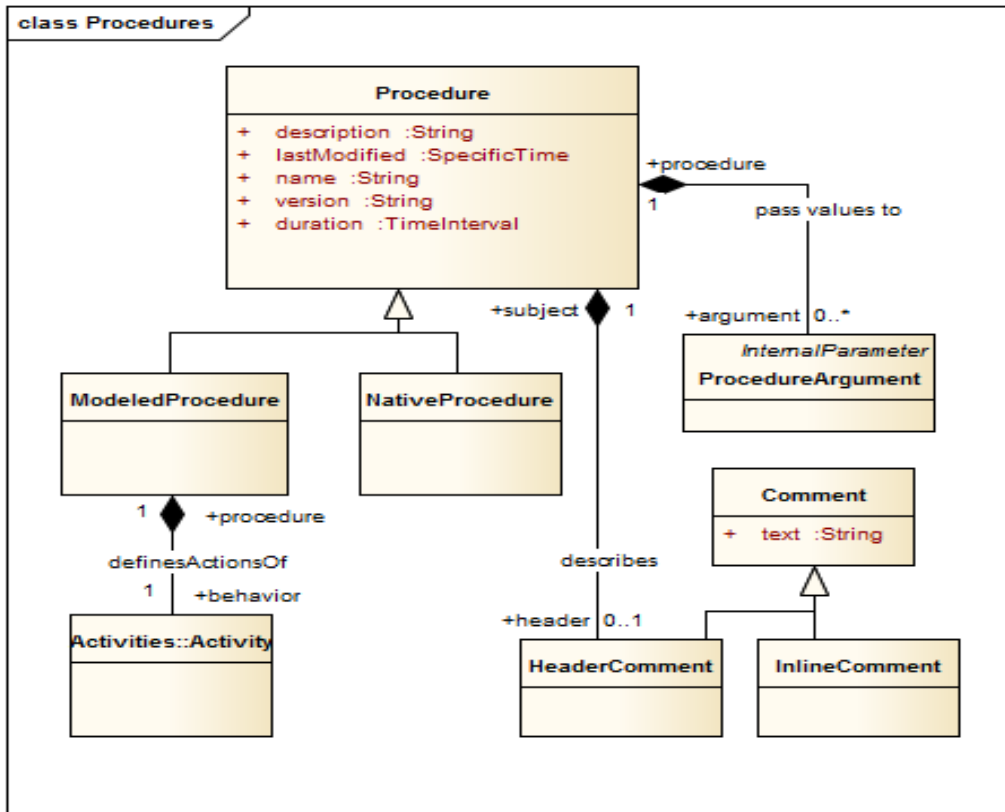 class Procedures
Procedure
+ description :String
+ lastModified :SpecificTime
+ name :String
+ version :String
+ duration :TimeInterval
+procedure
1
pass values to
+subject
1
+argument 0..*
InternalParameter
ProcedureArgument
ModeledProcedure
NativeProcedure
1
+procedure
definesActionsOf
1
+behavior
Activities::Activity
describes
+header 0..1
Comment
+ text :String
HeaderComment
InlineComment